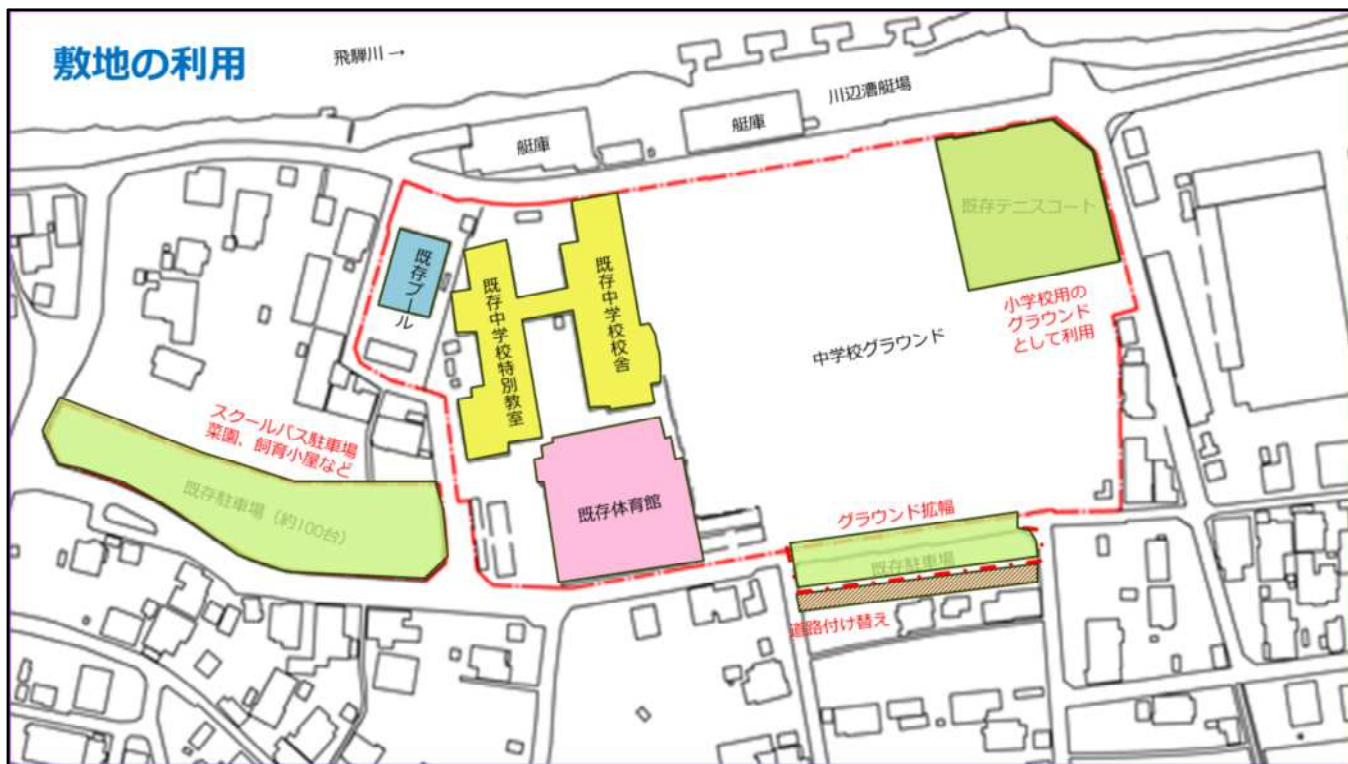 敷地の利用
飛騨川 →
川辺漕艇場
艇庫
艇庫
既存テニスコート
既存プール
既存中学校特別教室
既存中学校校舎
小学校用の
グラウンド
として利用
中学校グラウンド
スクールバス駐車場
菜園、飼育小屋など
既存駐車場（約100台）
既存体育館
グラウンド拡幅
既存駐車場
道路付け替え